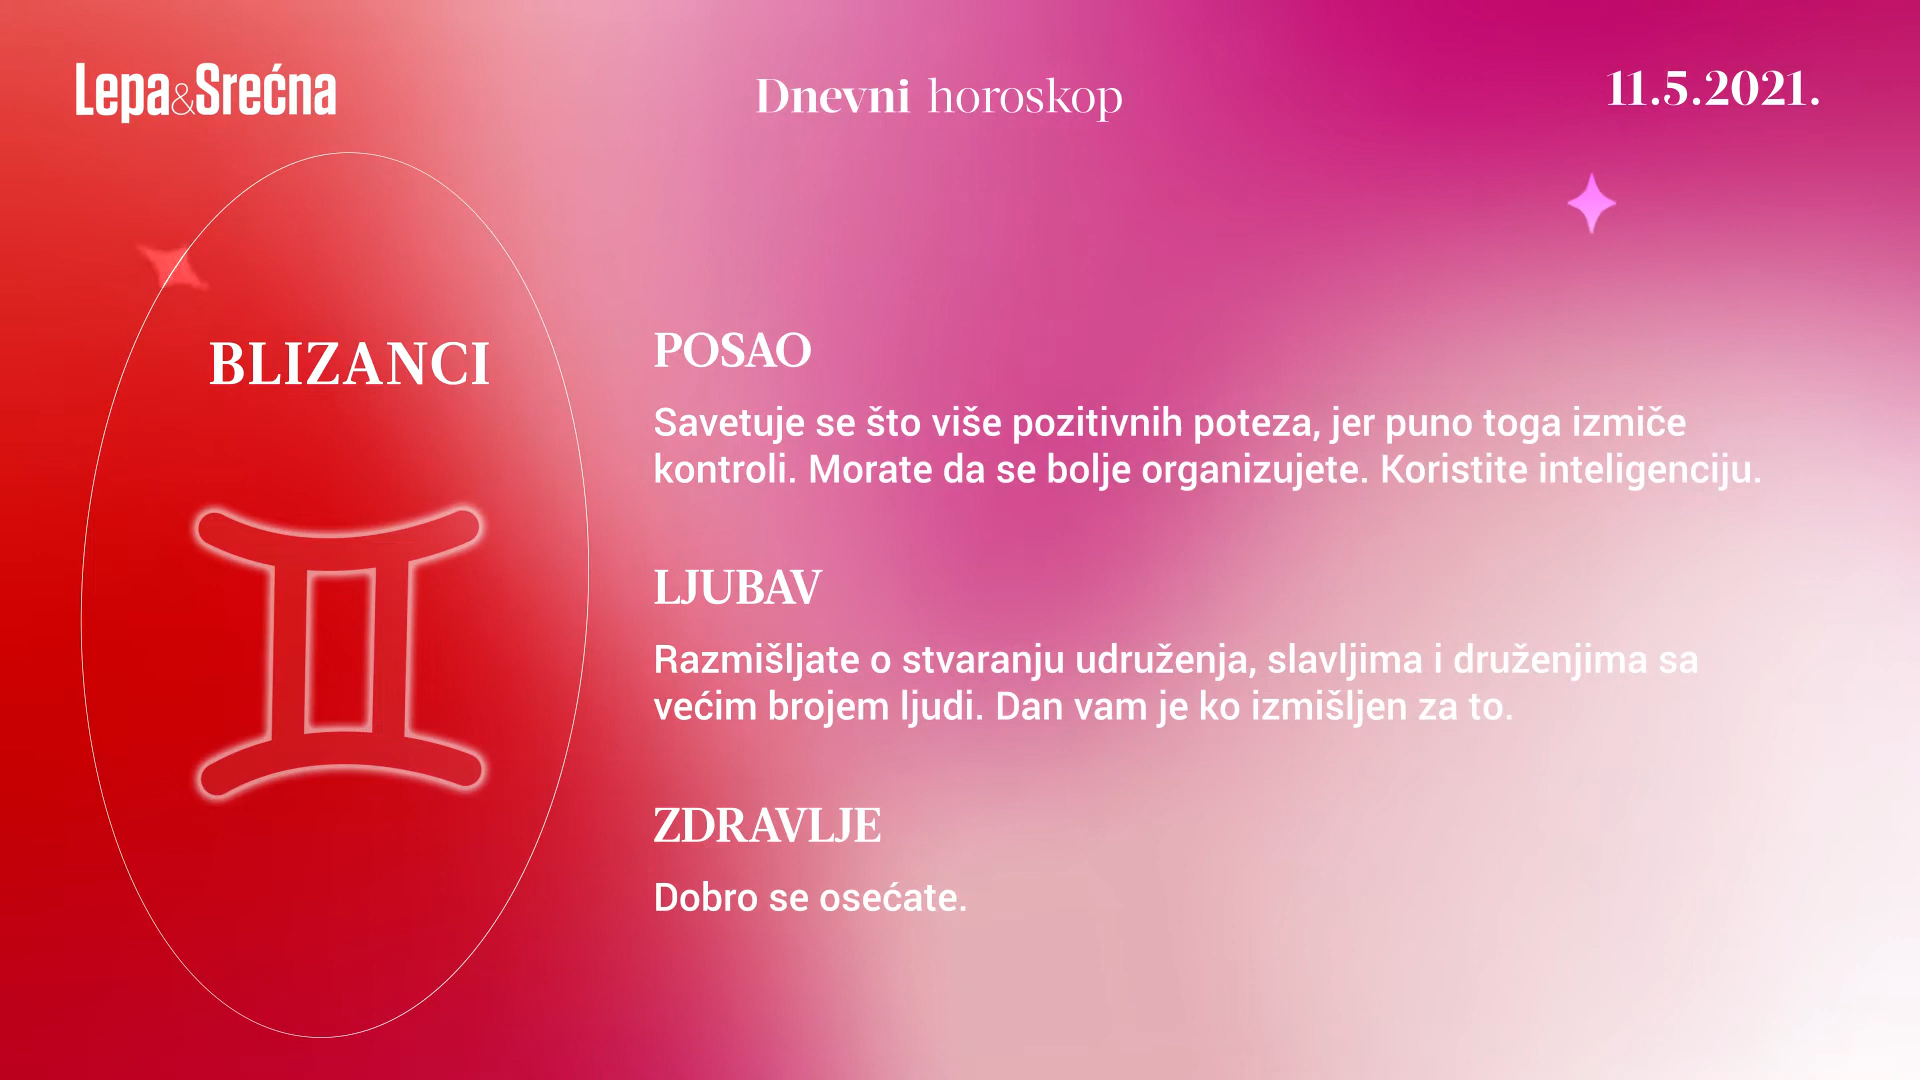 Lepa&Srećna
Dnevni horoskop
11.5.2021.
BLIZANCI
POSAO
Savetuje se što više pozitivnih poteza, jer puno toga izmiče
kontroli. Morate da se bolje organizujete. Koristite inteligenciju.
LJUBAV
Razmišljate o stvaranju udruženja, slavljima i druženjima sa
većim brojem ljudi. Dan vam je ko izmišljen za to.
ZDRAVLJE
Dobro se osećate.